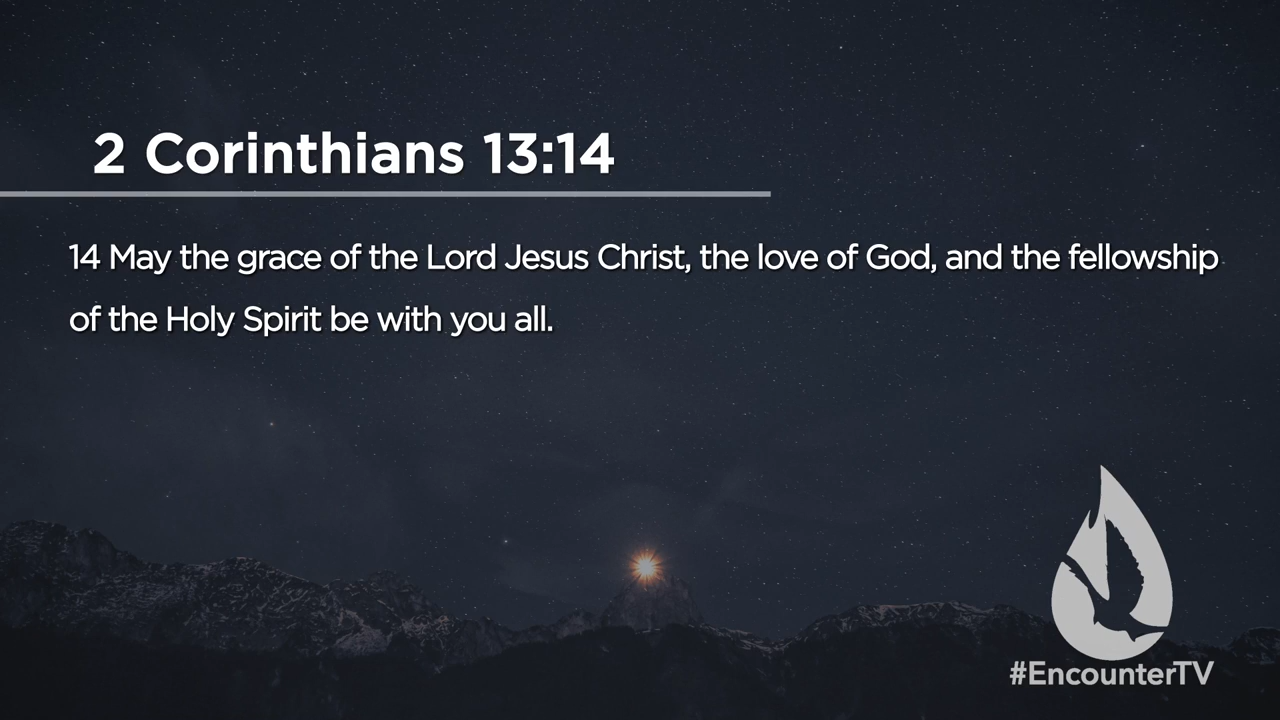 2 Corinthians 13:14
14 May the grace of the Lord Jesus Christ, the love of God, and the fellowship
of the Holy Spirit be with you all.
#EncounterTV